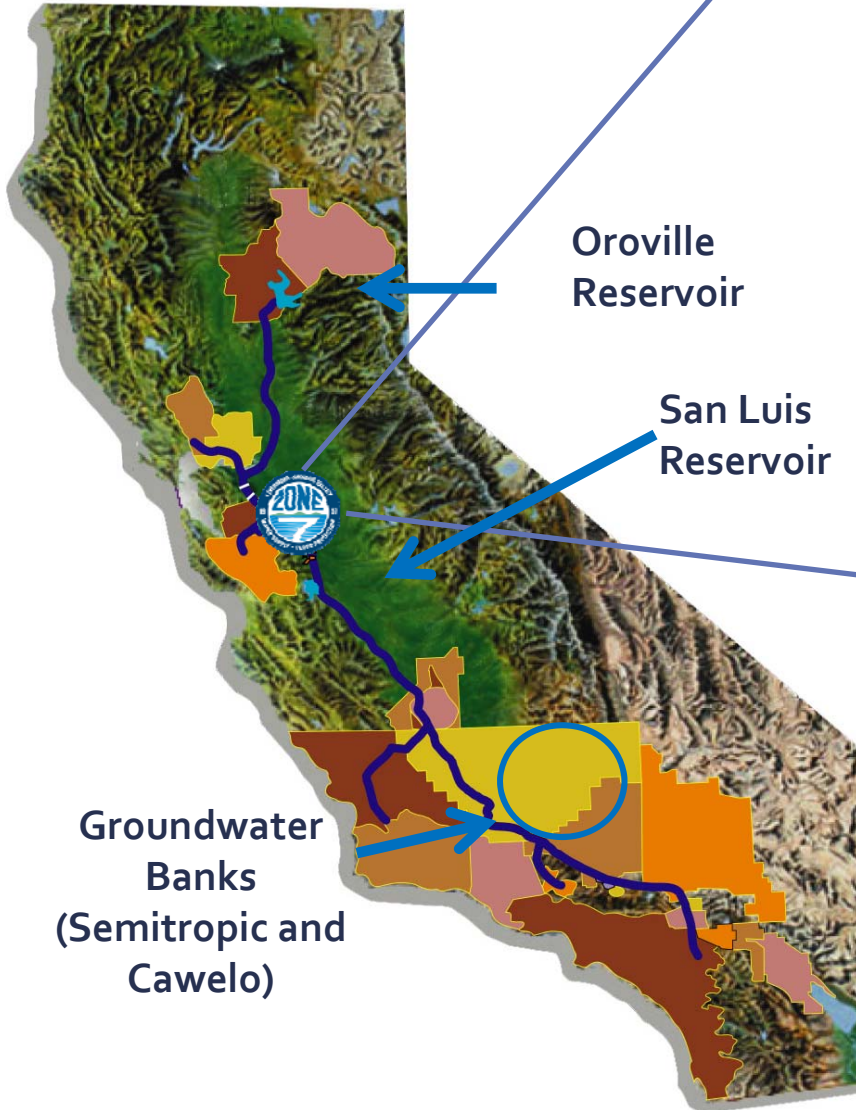 Oroville
Reservoir
San Luis
Reservoir
ZONE
7
Groundwater
Banks
(Semitropic and
Cawelo)